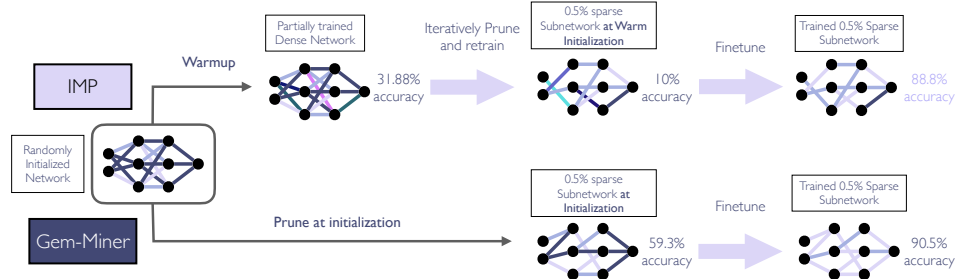 Partially trained
Dense Network
Iteratively Prune
and retrain
0.5% sparse
Subnetwork at Warm
Initialization
Finetune
Trained 0.5% Sparse
Subnetwork
Warmup
IMP
31.88%
accuracy
10%
accuracy
88.8%
accuracy
Randomly
Initialized
Network
Gem-Miner
Prune at initialization
0.5% sparse
Subnetwork at
Initialization
Finetune
Trained 0.5% Sparse
Subnetwork
59.3%
accuracy
90.5%
accuracy